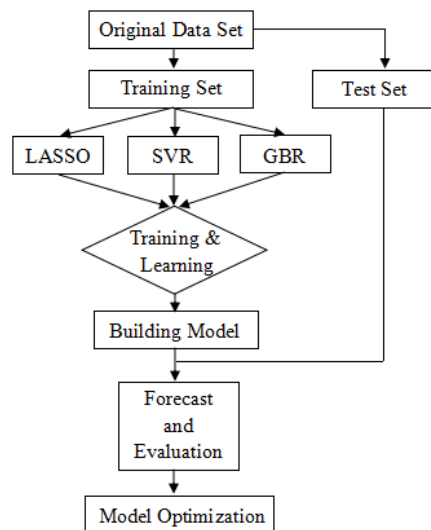 Original Data Set
Training Set
Test Set
LASSO
SVR
GBR
Training &
Learning
Building Model
Forecast
and
Evaluation
Model Optimization